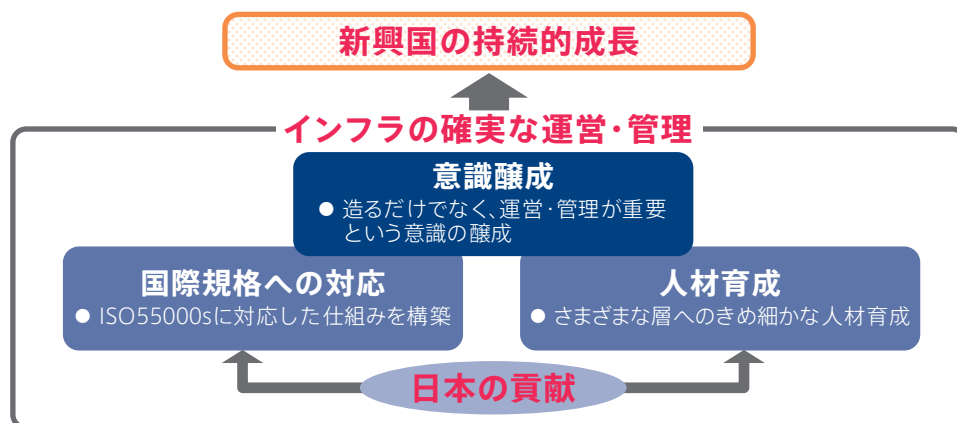 新興国の持続的成長
インフラの確実な運営・管理
意識醸成
● 造るだけでなく、運営・管理が重要
という意識の醸成
国際規格への対応
● ISO55000sに対応した仕組みを構築
人材育成
● さまざまな層へのきめ細かな人材育成
日本の貢献